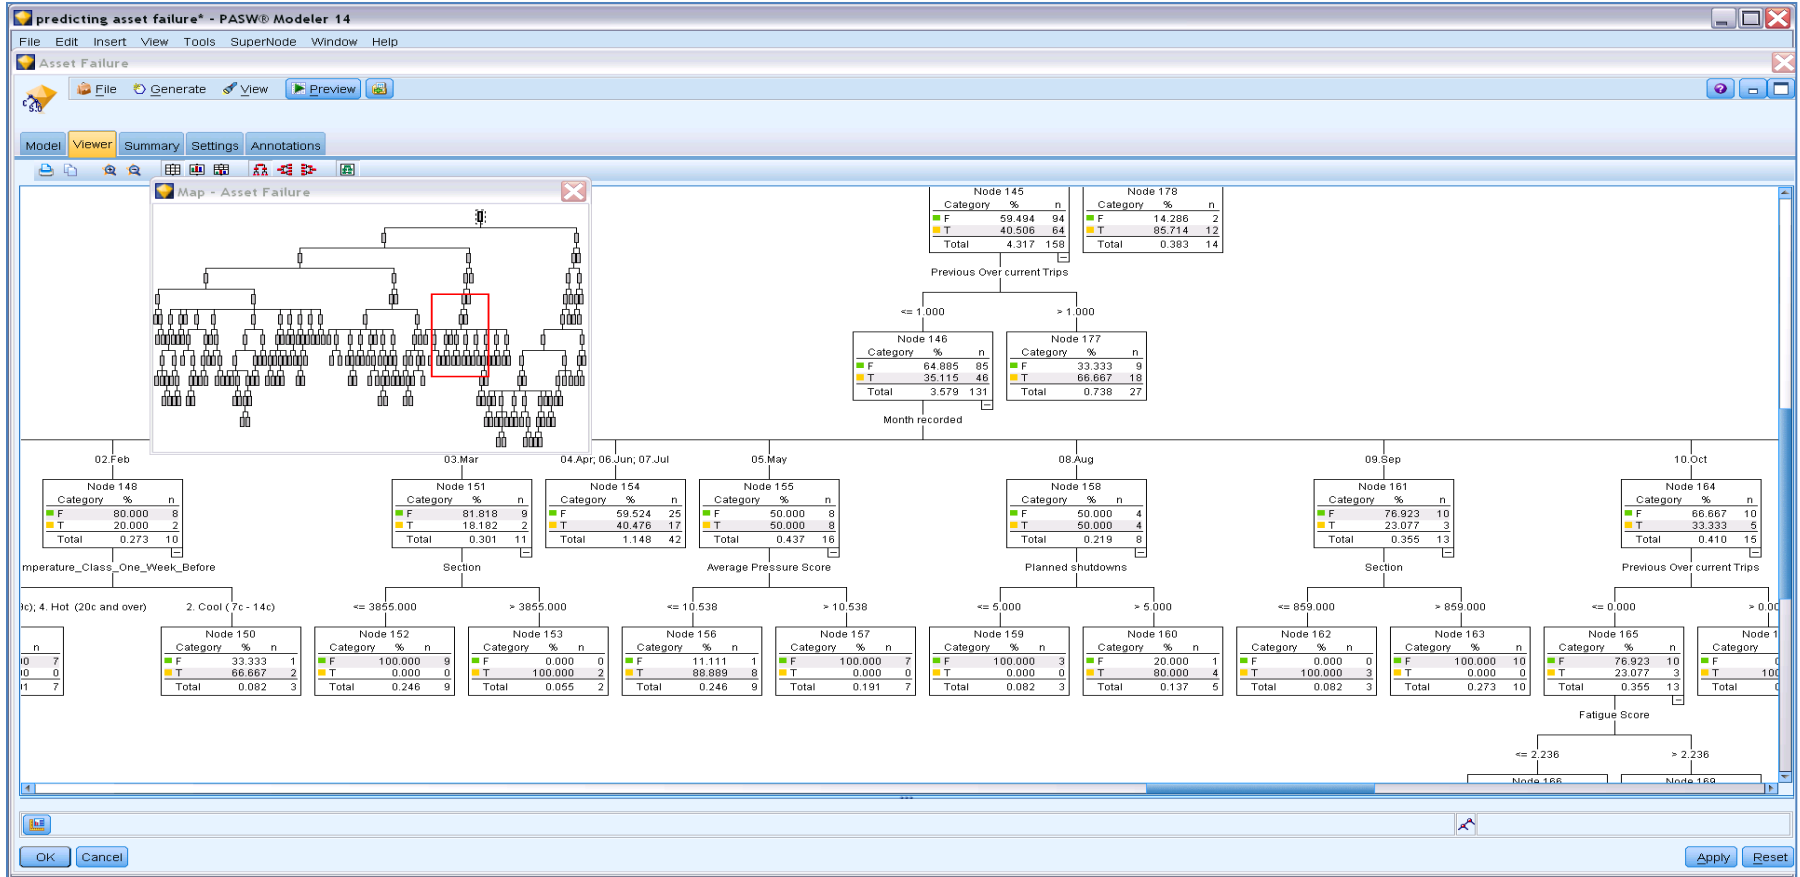 predicting asset failure* - PASW® Modeler 14
File Edit Insert View Tools SuperNode Window Help
Asset Failure
File Generate View Preview
Model Viewer Summary Settings Annotations
Map - Asset Failure
Node 145 Node 178
Category % n Category % n
F 59.494 94 F 14.286 2
T 40.506 64 T 85.714 12
Total 4.317 158 Total 0.383 14
Previous Over current Trips
<= 1.000 > 1.000
Node 146 Node 177
Category % n Category % n
F 64.885 85 F 33.333 9
T 35.115 46 T 66.667 18
Total 3.579 131 Total 0.738 27
Month recorded
02.Feb 03.Mar 04.Apr; 06.Jun; 07.Jul 05.May 08.Aug 09.Sep 10.Oct
Node 148 Node 151 Node 154 Node 155 Node 158 Node 161 Node 164
Category % n Category % n Category % n Category % n Category % n Category % n Category % n
F 80.000 8 F 81.818 9 F 59.524 25 F 50.000 8 F 50.000 4 F 76.923 10 F 66.667 10
T 20.000 2 T 18.182 2 T 40.476 17 T 50.000 8 T 50.000 4 T 23.077 3 T 33.333 5
Total 0.273 10 Total 0.301 11 Total 1.148 42 Total 0.437 16 Total 0.219 8 Total 0.355 13 Total 0.410 15
mperature_Class_One_Week_Before Section Average Pressure Score Planned shutdowns Section Previous Over current Trips
c); 4. Hot (20c and over) 2. Cool (7c - 14c) <= 3855.000 > 3855.000 <= 10.538 > 10.538 <= 5.000 > 5.000 <= 859.000 > 859.000 <= 0.000 > 0.00
Node 150 Node 152 Node 153 Node 156 Node 157 Node 159 Node 160 Node 162 Node 163 Node 165 Node 1
n Category % n Category % n Category % n Category % n Category % n Category % n Category % n Category % n Category % n Category % n Category
00 7 F 33.333 1 F 100.000 9 F 0.000 0 F 11.111 1 F 100.000 7 F 100.000 3 F 20.000 1 F 0.000 0 F 100.000 10 F 76.923 10 F 0
00 0 T 66.667 2 T 0.000 0 T 100.000 2 T 88.889 8 T 0.000 0 T 0.000 0 T 80.000 4 T 100.000 3 T 0.000 0 T 23.077 3 T 100
01 7 Total 0.082 3 Total 0.246 9 Total 0.055 2 Total 0.246 9 Total 0.191 7 Total 0.082 3 Total 0.137 5 Total 0.082 3 Total 0.273 10 Total 0.355 13 Total 0
Fatigue Score
<= 2.236 > 2.236
Node 166 Node 169
OK Cancel Apply Reset